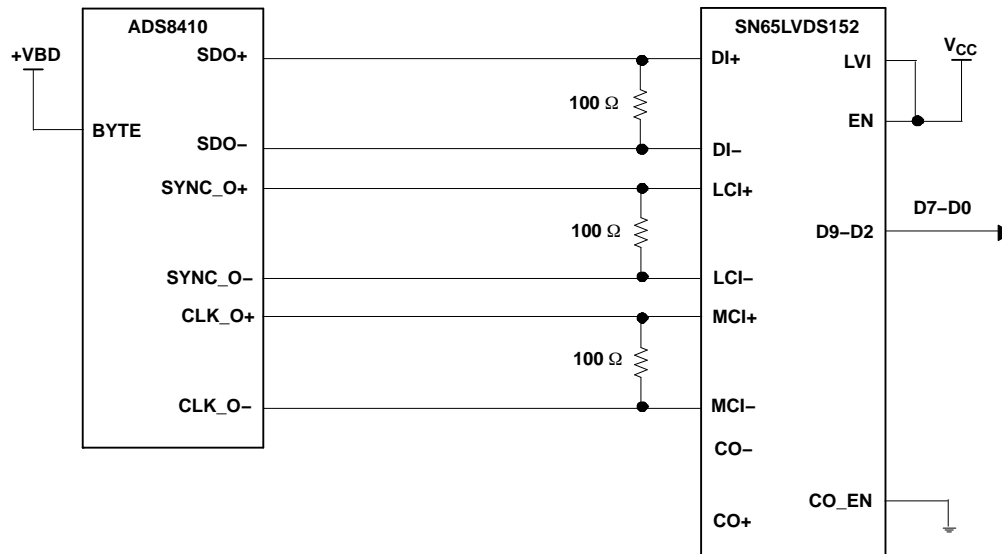 ADS8410
SN65LVDS152
+VBD
SDO+
DI+
LVI
VCC
100 Ω
BYTE
EN
SDO−
DI−
SYNC_O+
LCI+
D7−D0
100 Ω
D9−D2
SYNC_O−
LCI−
CLK_O+
MCI+
100 Ω
CLK_O−
MCI−
CO−
CO_EN
CO+